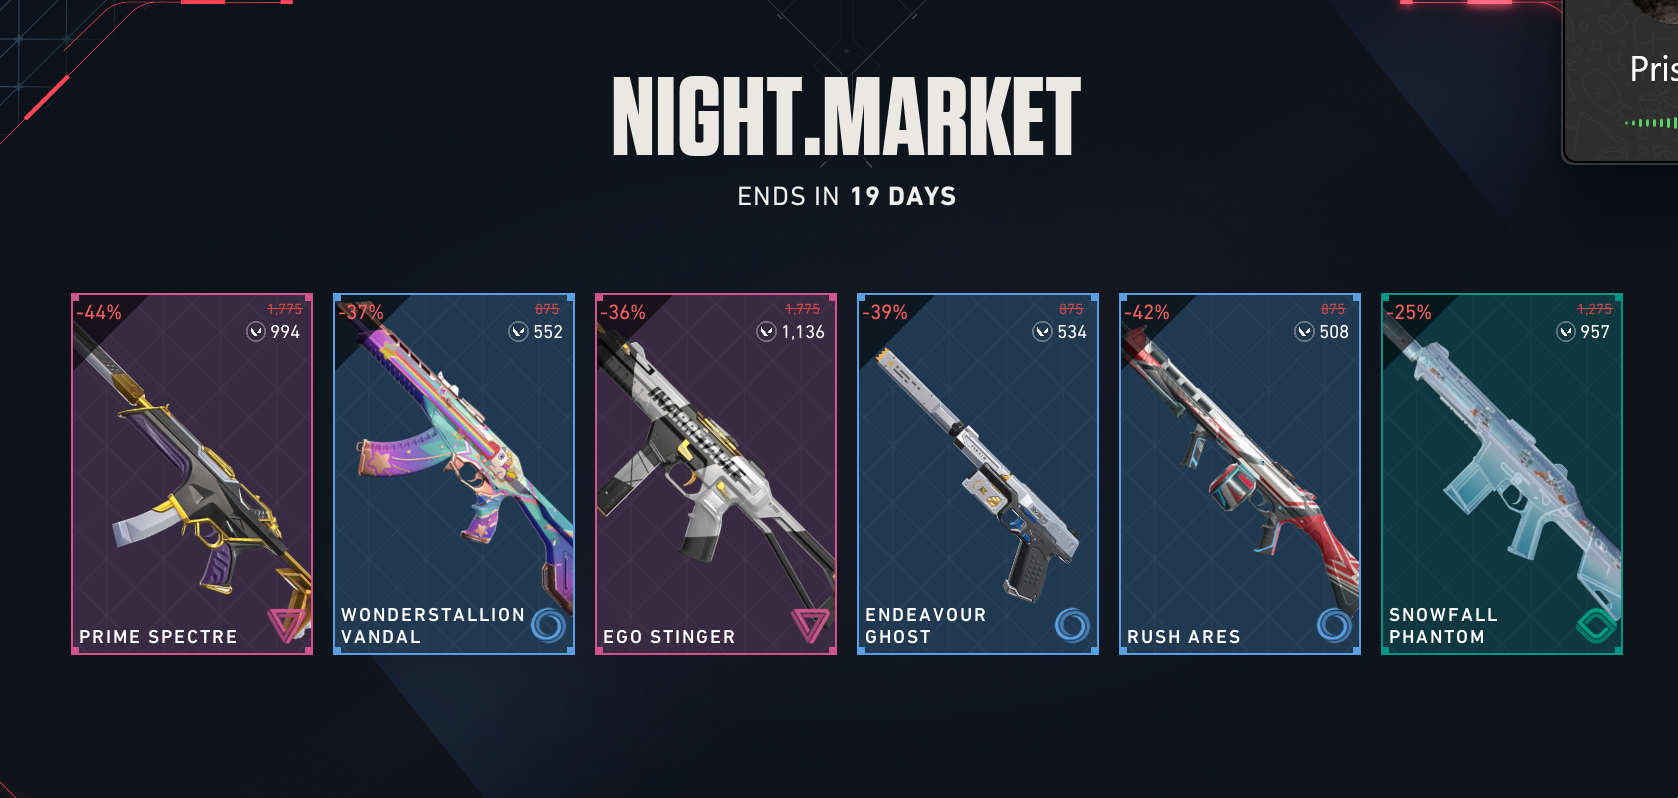 NIGHT.MARKET
ENDS IN 19 DAYS
-44%
1,775
994
PRIME SPECTRE
-37%
875
552
WONDERSTALLION
VANDAL
-36%
1,775
1,136
EGO STINGER
-39%
875
534
ENDEAVOUR
GHOST
-42%
875
508
RUSH ARES
-25%
1,275
957
SNOWFALL
PHANTOM
Pris